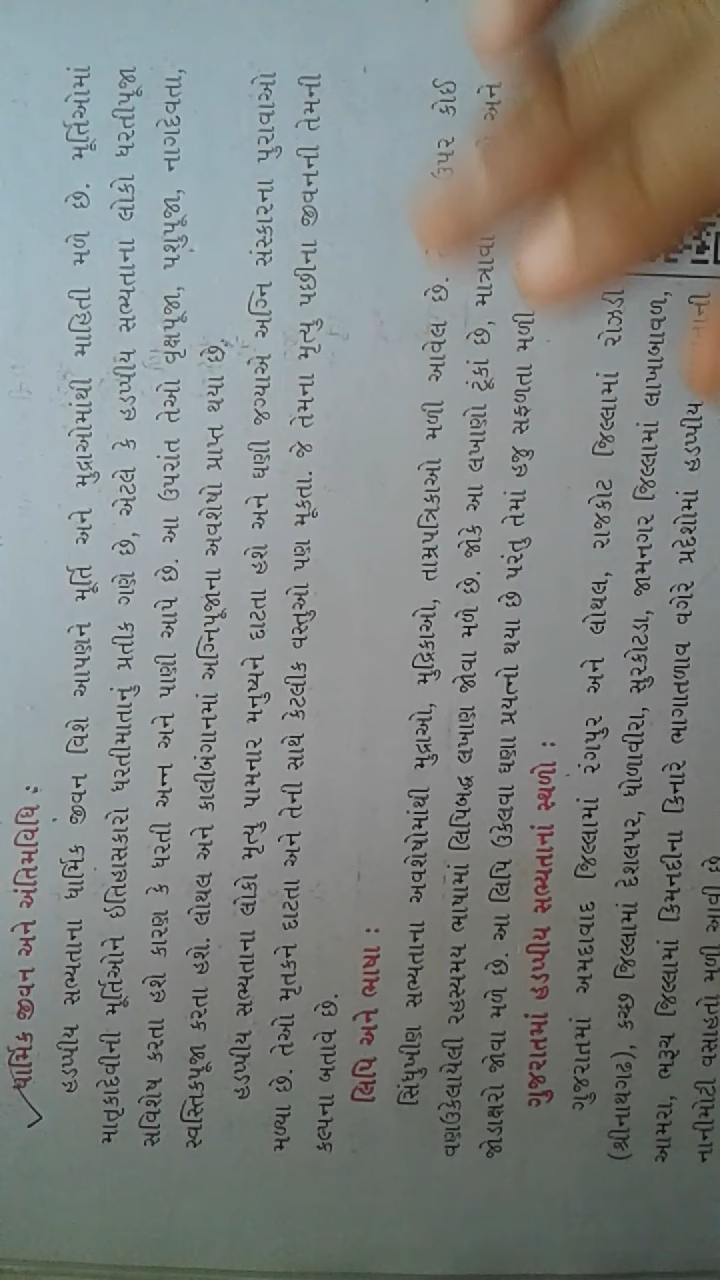 ધાર્મિક જીવન અને અંતિમવિધિ :
હડપ્પીય સભ્યતાના ધાર્મિક જીવન વિશે આપણને મૂર્તિ અને મુદ્રાઓમાંથી માહિતી મળે છે. મૂર્તિઓમાં
માતૃકાદેવીની મૂર્તિઓને ઇતિહાસકારો ધરતીમાતાનું પ્રતીક ગણે છે, એટલે કે હડપ્પીય સભ્યતાના લોકો ધરતીપૂજા
સવિશેષ કરતા હશે કારણ કે ધરતી અન્ન અને પાણી આપે છે. આ ઉપરાંત તેઓ વૃક્ષપૂજા, પશુપૂજા, નાગદેવતા,
સ્વસ્તિકપૂજા કરતા હશે. લોથલ અને કાલીબંગાનમાં અગ્નિપૂજાના અવશેષો પ્રાપ્ત થયા છે.
હડપ્પીય સભ્યતાના લોકો મૃત્યુ પામનાર મનુષ્યને દાટતા હશે અને ઘણી જગ્યાએ અગ્નિ સંસ્કારના પુરાવાઓ
મળ્યા છે. તેઓ મૃતકને દાટતા અને તેની સાથે કેટલીક વસ્તુઓ પણ મૂકતા. જે તેમના મૃત્યુ પછીના જીવનની તેમની
કલ્પના બતાવે છે.
લિપિ અને ભાષા :
સિંધુખીણ સભ્યતાના અવશેષોમાંથી મુદ્રાઓ, મુદ્રિકાઓ, તામ્રપત્રિકાઓ મળી આવેલ છે. ઉપર કોઈ
વણઉકેલાયેલી રહસ્યમય ભાષામાં લિપિબદ્ધ લખાણ જોવા મળે છે. જોકે આ લખાણો ટૂંકાં છે, અને
જોડાક્ષરો જોવા મળે છે. આ લિપિ ઉકેલવા ઘણા પ્રયત્નો થયા છે પરંતુ તેમાં હજુ સફળતા મળી
ગુજરાતમાં હડપ્પીય સભ્યતાનાં સ્થળો :
ગુજરાતમાં અમદાવાદ જિલ્લામાં રંગપુર અને લોથલ, રાજકોટ જિલ્લામાં રોઝડી
(શ્રીનાથગઢ), કચ્છ જિલ્લામાં દેશલપર, ધોળાવીરા, સુરકોટડા, જામનગર જિલ્લામાં લાખાબાવળ,
આમરા, ભરૂચ જિલ્લામાં કિમનદીના કિનારે ભાગાતળાવ વગેરે પ્રદેશોમાં હડપ્પીય
નાનીમોટી વસાહતો મળી આવી છે